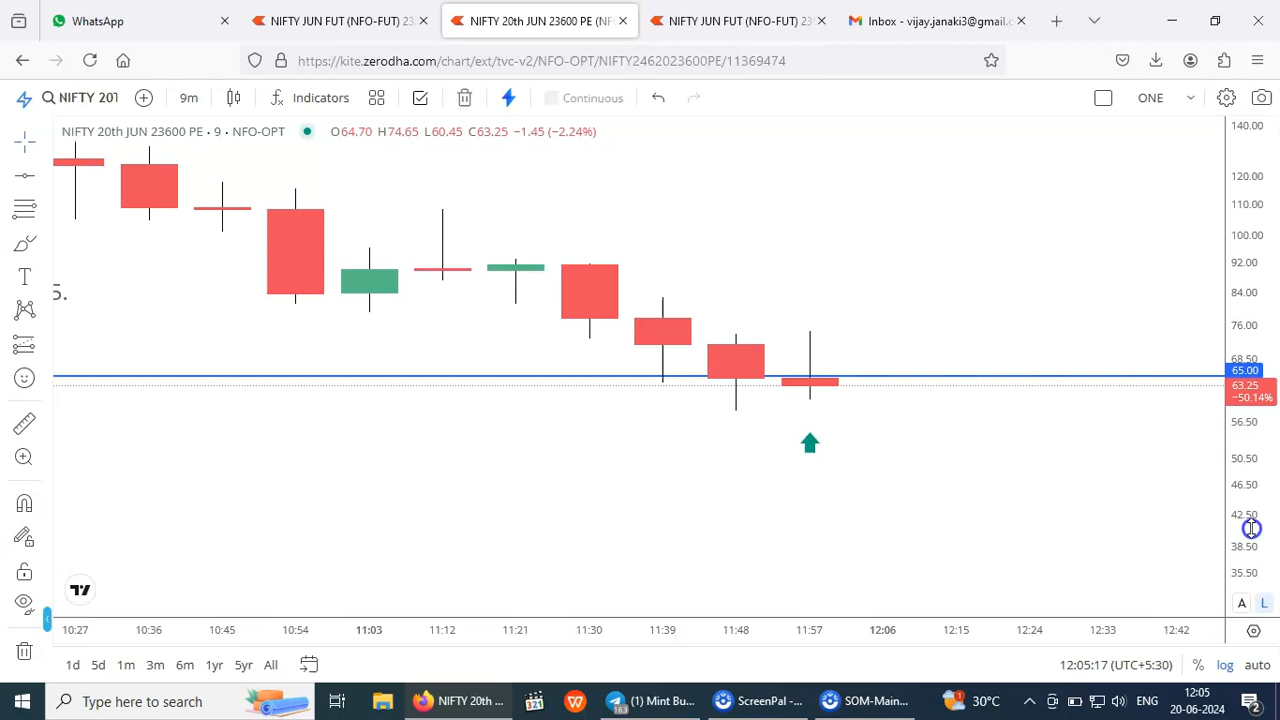 WhatsApp
NIFTY JUN FUT (NFO-FUT) 23
NIFTY 20th JUN 23600 PE (NF
NIFTY JUN FUT (NFO-FUT) 23
Inbox - vijay.janaki3@gmail.c
https://kite.zerodha.com/chart/ext/tvc-v2/NFO-OPT/NIFTY2462023600PE/11369474
NIFTY 20T
9m
Indicators
Continuous
ONE
NIFTY 20th JUN 23600 PE · 9 · NFO-OPT
O64.70 H74.65 L60.45 C63.25 −1.45 (−2.24%)
140.00
120.00
110.00
100.00
92.00
84.00
5.
76.00
68.50
65.00
63.25
−50.14%
56.50
50.50
46.50
42.50
38.50
35.50
A L
10:27 10:36 10:45 10:54 11:03 11:12 11:21 11:30 11:39 11:48 11:57 12:06 12:15 12:24 12:33 12:42
1d 5d 1m 3m 6m 1yr 5yr All
12:05:17 (UTC+5:30) % log auto
Type here to search
NIFTY 20th ...
163
(1) Mint Bu...
ScreenPal -...
SOM-Main...
1
30°C
ENG
12:05
20-06-2024
2